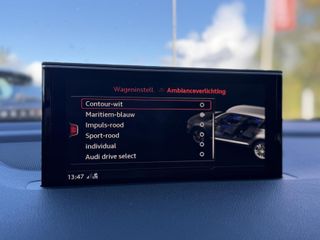 Wageninstell. Ambianceverlichting
Contour-wit
Maritiem-blauw
Impuls-rood
Sport-rood
individual
Audi drive select
13:47